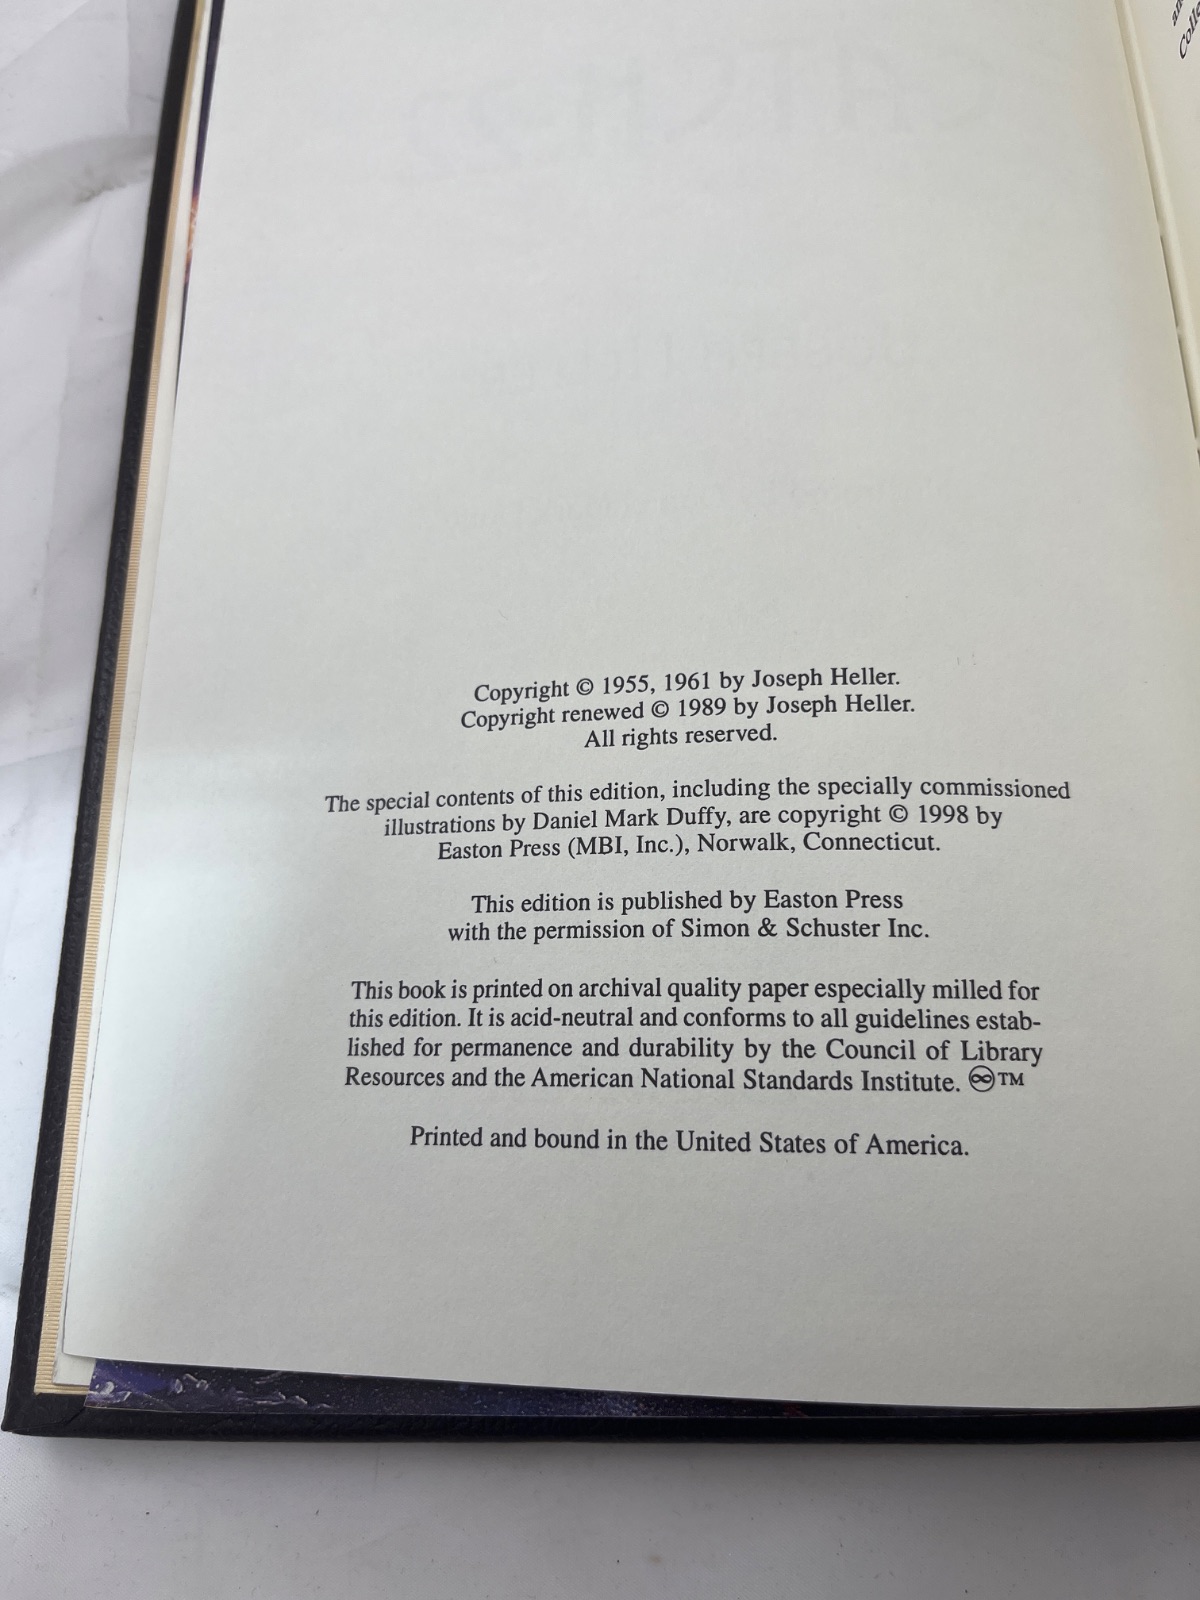 Colle
Copyright © 1955, 1961 by Joseph Heller.
Copyright renewed © 1989 by Joseph Heller.
All rights reserved.
The special contents of this edition, including the specially commissioned
illustrations by Daniel Mark Duffy, are copyright © 1998 by
Easton Press (MBI, Inc.), Norwalk, Connecticut.
This edition is published by Easton Press
with the permission of Simon & Schuster Inc.
This book is printed on archival quality paper especially milled for
this edition. It is acid-neutral and conforms to all guidelines estab-
lished for permanence and durability by the Council of Library
Resources and the American National Standards Institute. ♾™
Printed and bound in the United States of America.